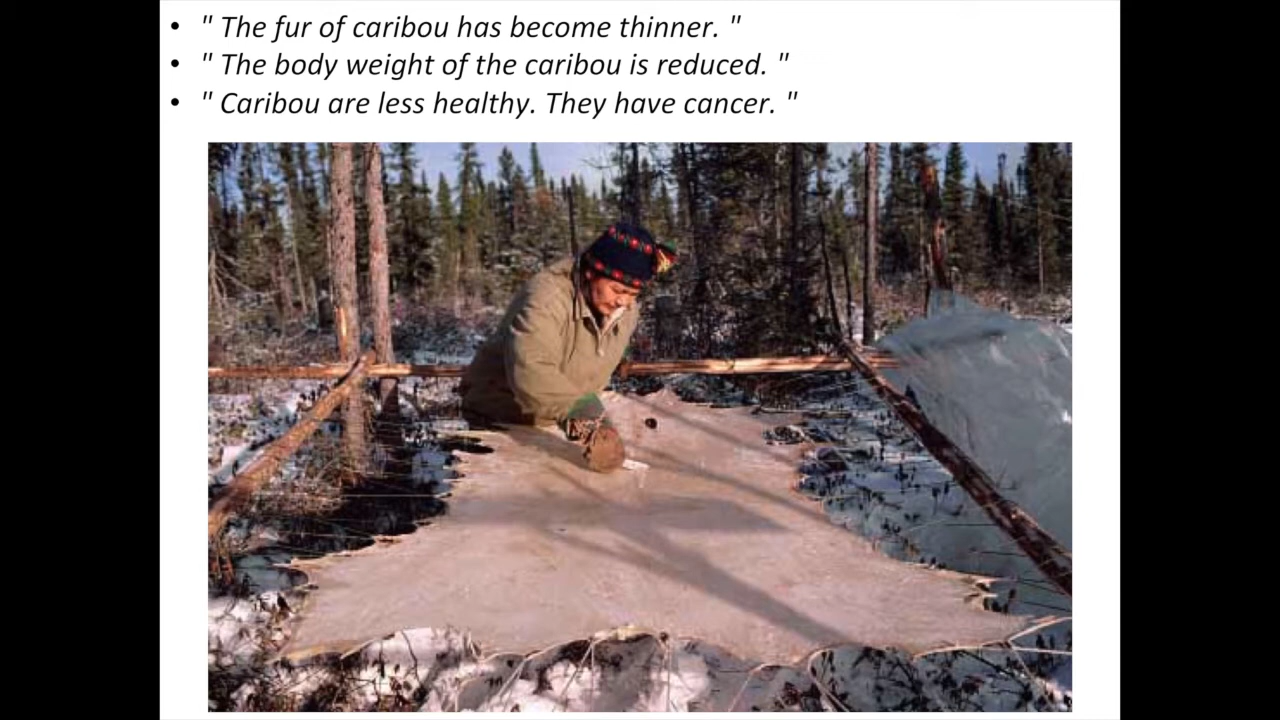 • " The fur of caribou has become thinner. "
• " The body weight of the caribou is reduced. "
• " Caribou are less healthy. They have cancer. "